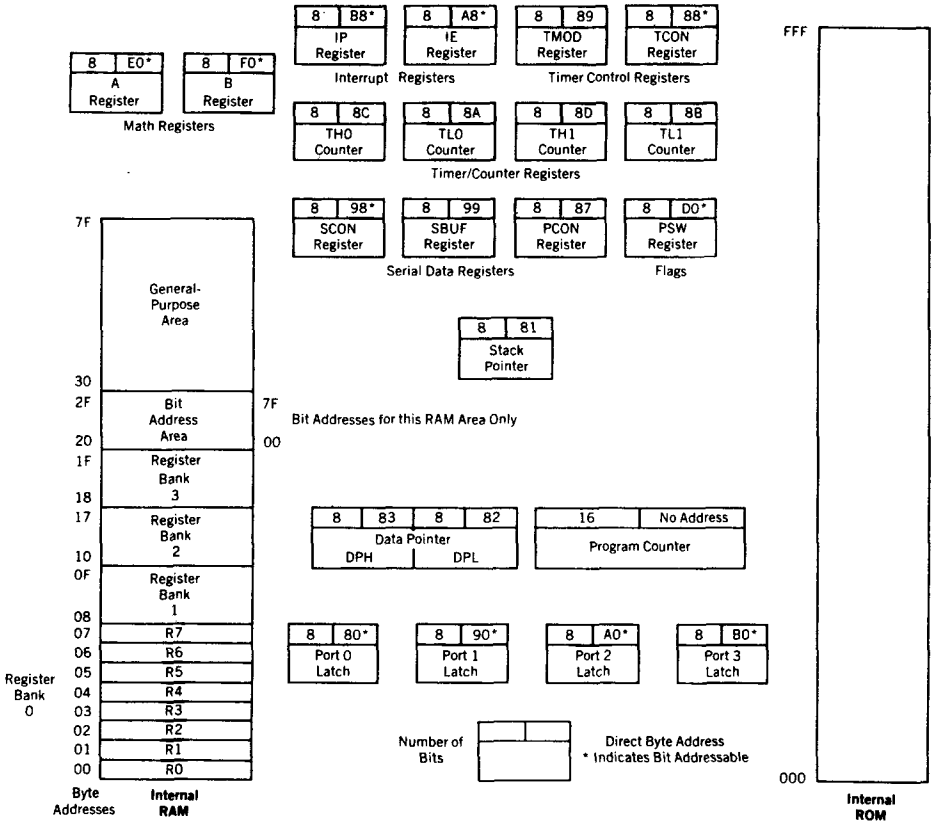 8 B8* 8 A8* 8 89 8 88*
IP Register IE Register TMOD Register TCON Register
Interrupt Registers Timer Control Registers
8 E0* 8 F0*
A Register B Register
Math Registers
8 8C 8 8A 8 8D 8 8B
TH0 Counter TL0 Counter TH1 Counter TL1 Counter
Timer/Counter Registers
8 98* 8 99 8 87 8 D0*
SCON Register SBUF Register PCON Register PSW Register
Serial Data Registers Flags
8 81
Stack
Pointer
7F
General-
Purpose
Area
30
2F Bit 7F
Address Bit Addresses for this RAM Area Only
20 Area 00
1F Register
Bank
18 3
17 Register
Bank
10 2
0F Register
Bank
08 1
07 R7
06 R6
05 R5
04 R4
03 R3
02 R2
01 R1
00 R0
Register
Bank
0
Byte
Addresses
Internal
RAM
8 83 8 82
Data Pointer
DPH DPL
16 No Address
Program Counter
8 80* 8 90* 8 A0* 8 B0*
Port 0 Latch Port 1 Latch Port 2 Latch Port 3 Latch
Number of
Bits
Direct Byte Address
* Indicates Bit Addressable
FFF
000
Internal
ROM